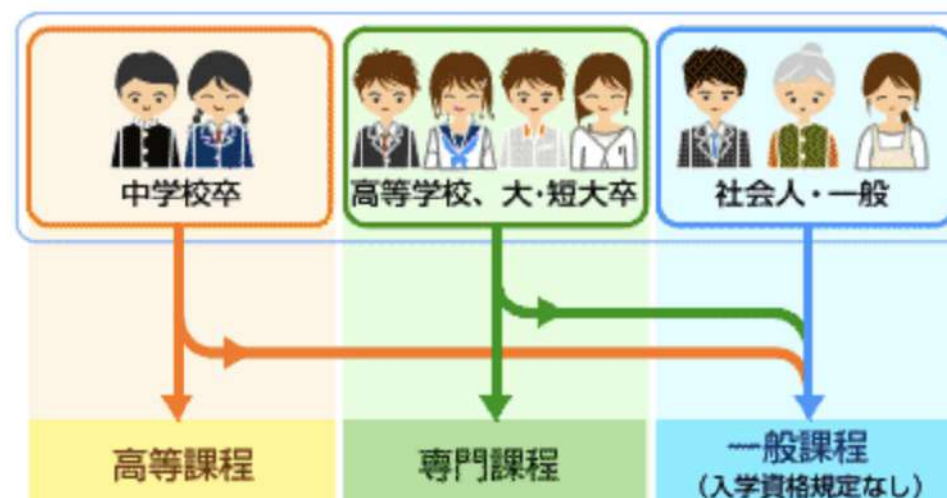 中学校卒
高等学校、大・短大卒
社会人・一般
高等課程
専門課程
一般課程
（入学資格規定なし）